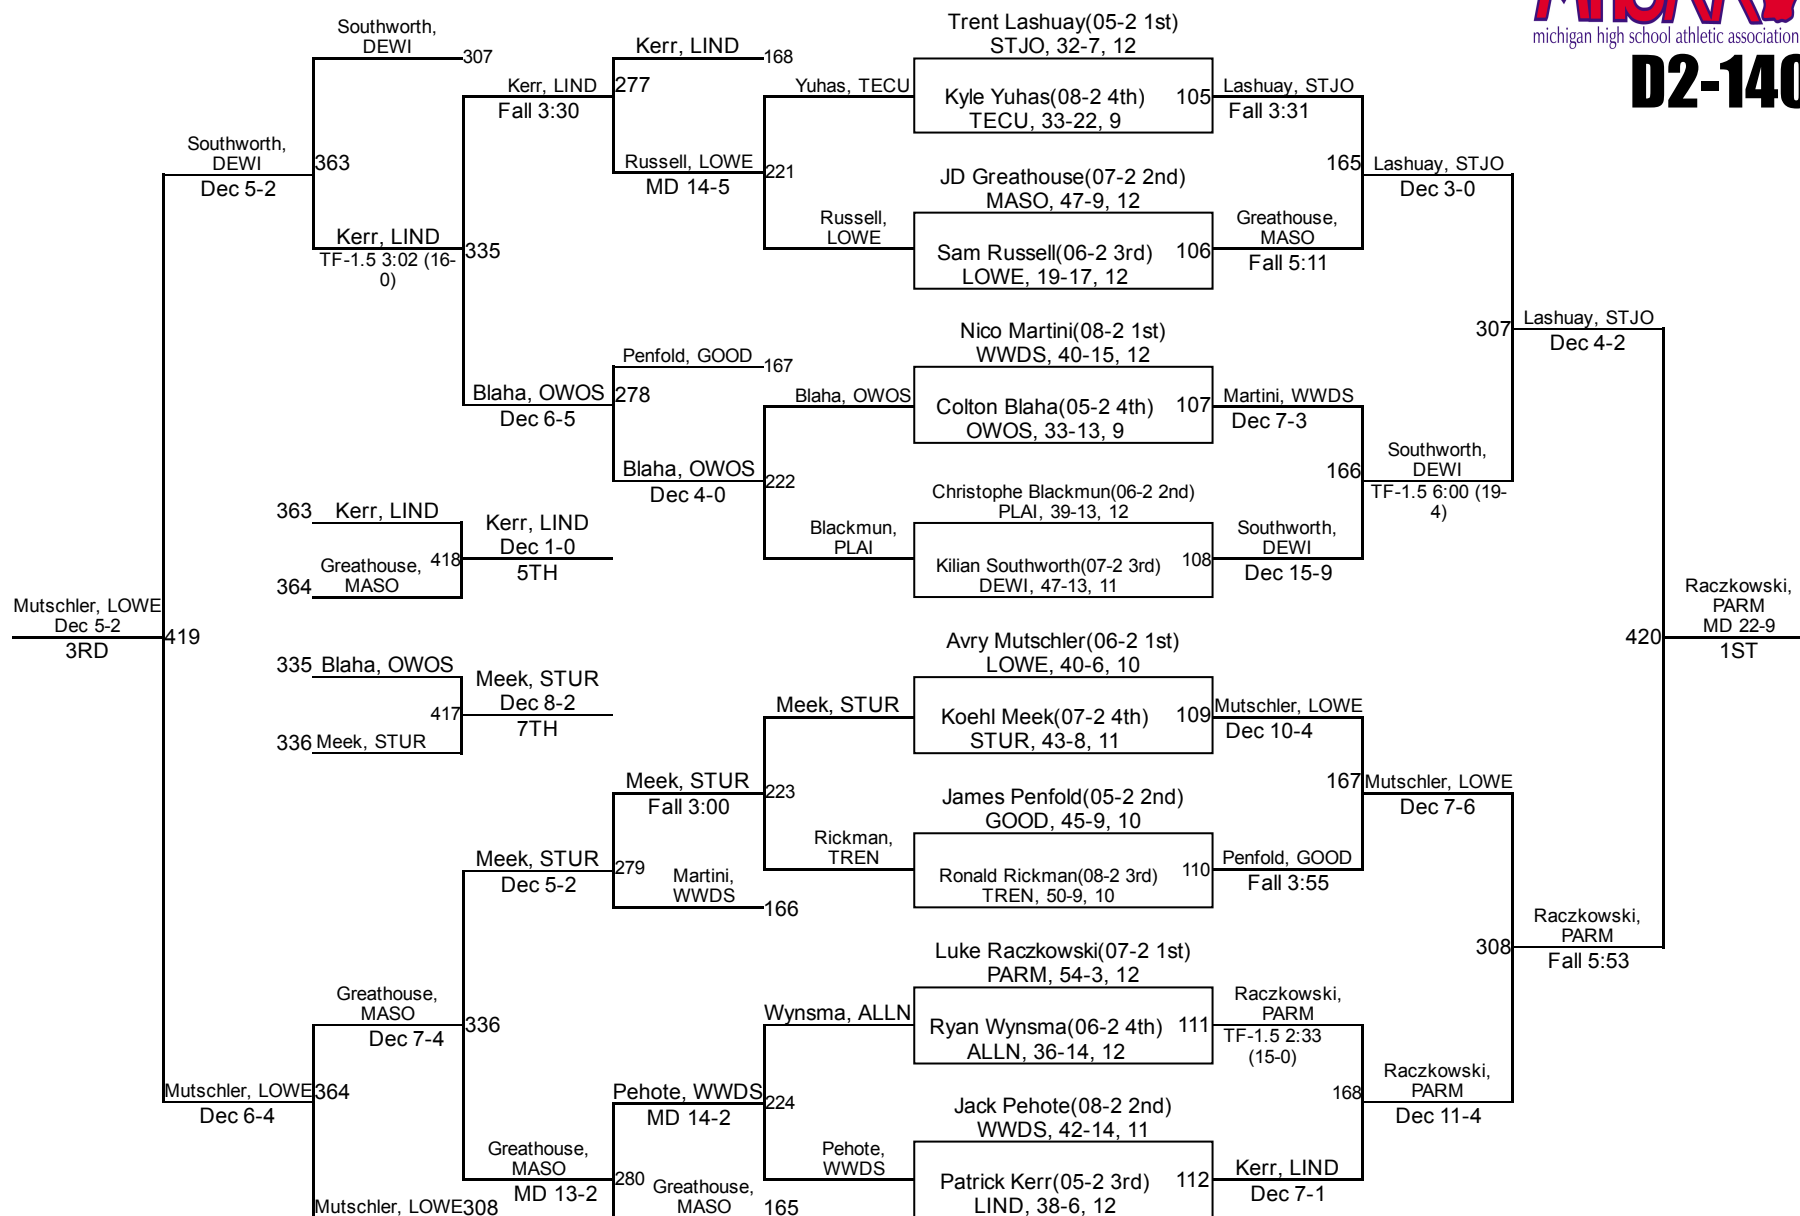 michigan high school athletic association
D2-140
Southworth,
DEWI
307
Kerr, LIND
Fall 3:30
277
Kerr, LIND
168
Russell, LOWE
MD 14-5
221
Yuhas, TECU
Russell,
LOWE
Southworth,
DEWI
Dec 5-2
363
Kerr, LIND
TF-1.5 3:02 (16-
0)
335
Trent Lashuay(05-2 1st)
STJO, 32-7, 12
Kyle Yuhas(08-2 4th)
TECU, 33-22, 9
105
Lashuay, STJO
Fall 3:31
JD Greathouse(07-2 2nd)
MASO, 47-9, 12
Sam Russell(06-2 3rd)
LOWE, 19-17, 12
106
Greathouse,
MASO
Fall 5:11
165
Lashuay, STJO
Dec 3-0
Penfold, GOOD
167
Blaha, OWOS
Dec 6-5
278
Blaha, OWOS
Dec 4-0
222
Blaha, OWOS
Blackmun,
PLAI
Nico Martini(08-2 1st)
WWDS, 40-15, 12
Colton Blaha(05-2 4th)
OWOS, 33-13, 9
107
Martini, WWDS
Dec 7-3
Christophe Blackmun(06-2 2nd)
PLAI, 39-13, 12
Kilian Southworth(07-2 3rd)
DEWI, 47-13, 11
108
Southworth,
DEWI
Dec 15-9
166
Southworth,
DEWI
TF-1.5 6:00 (19-
4)
307
Lashuay, STJO
Dec 4-2
363
Kerr, LIND
364
Greathouse,
MASO
418
Kerr, LIND
Dec 1-0
5TH
Mutschler, LOWE
Dec 5-2
3RD
419
335
Blaha, OWOS
336
Meek, STUR
417
Meek, STUR
Dec 8-2
7TH
420
Raczkowski,
PARM
MD 22-9
1ST
Meek, STUR
Rickman,
TREN
Meek, STUR
Fall 3:00
223
Meek, STUR
Dec 5-2
279
Martini,
WWDS
166
Avry Mutschler(06-2 1st)
LOWE, 40-6, 10
Koehl Meek(07-2 4th)
STUR, 43-8, 11
109
Mutschler, LOWE
Dec 10-4
James Penfold(05-2 2nd)
GOOD, 45-9, 10
Ronald Rickman(08-2 3rd)
TREN, 50-9, 10
110
Penfold, GOOD
Fall 3:55
167
Mutschler, LOWE
Dec 7-6
308
Raczkowski,
PARM
Fall 5:53
Greathouse,
MASO
Dec 7-4
336
Mutschler, LOWE
Dec 6-4
364
Mutschler, LOWE
308
Greathouse,
MASO
MD 13-2
280
Pehote, WWDS
MD 14-2
224
Greathouse,
MASO
165
Wynsma, ALLN
Pehote,
WWDS
Luke Raczkowski(07-2 1st)
PARM, 54-3, 12
Ryan Wynsma(06-2 4th)
ALLN, 36-14, 12
111
Raczkowski,
PARM
TF-1.5 2:33
(15-0)
Jack Pehote(08-2 2nd)
WWDS, 42-14, 11
Patrick Kerr(05-2 3rd)
LIND, 38-6, 12
112
Kerr, LIND
Dec 7-1
168
Raczkowski,
PARM
Dec 11-4